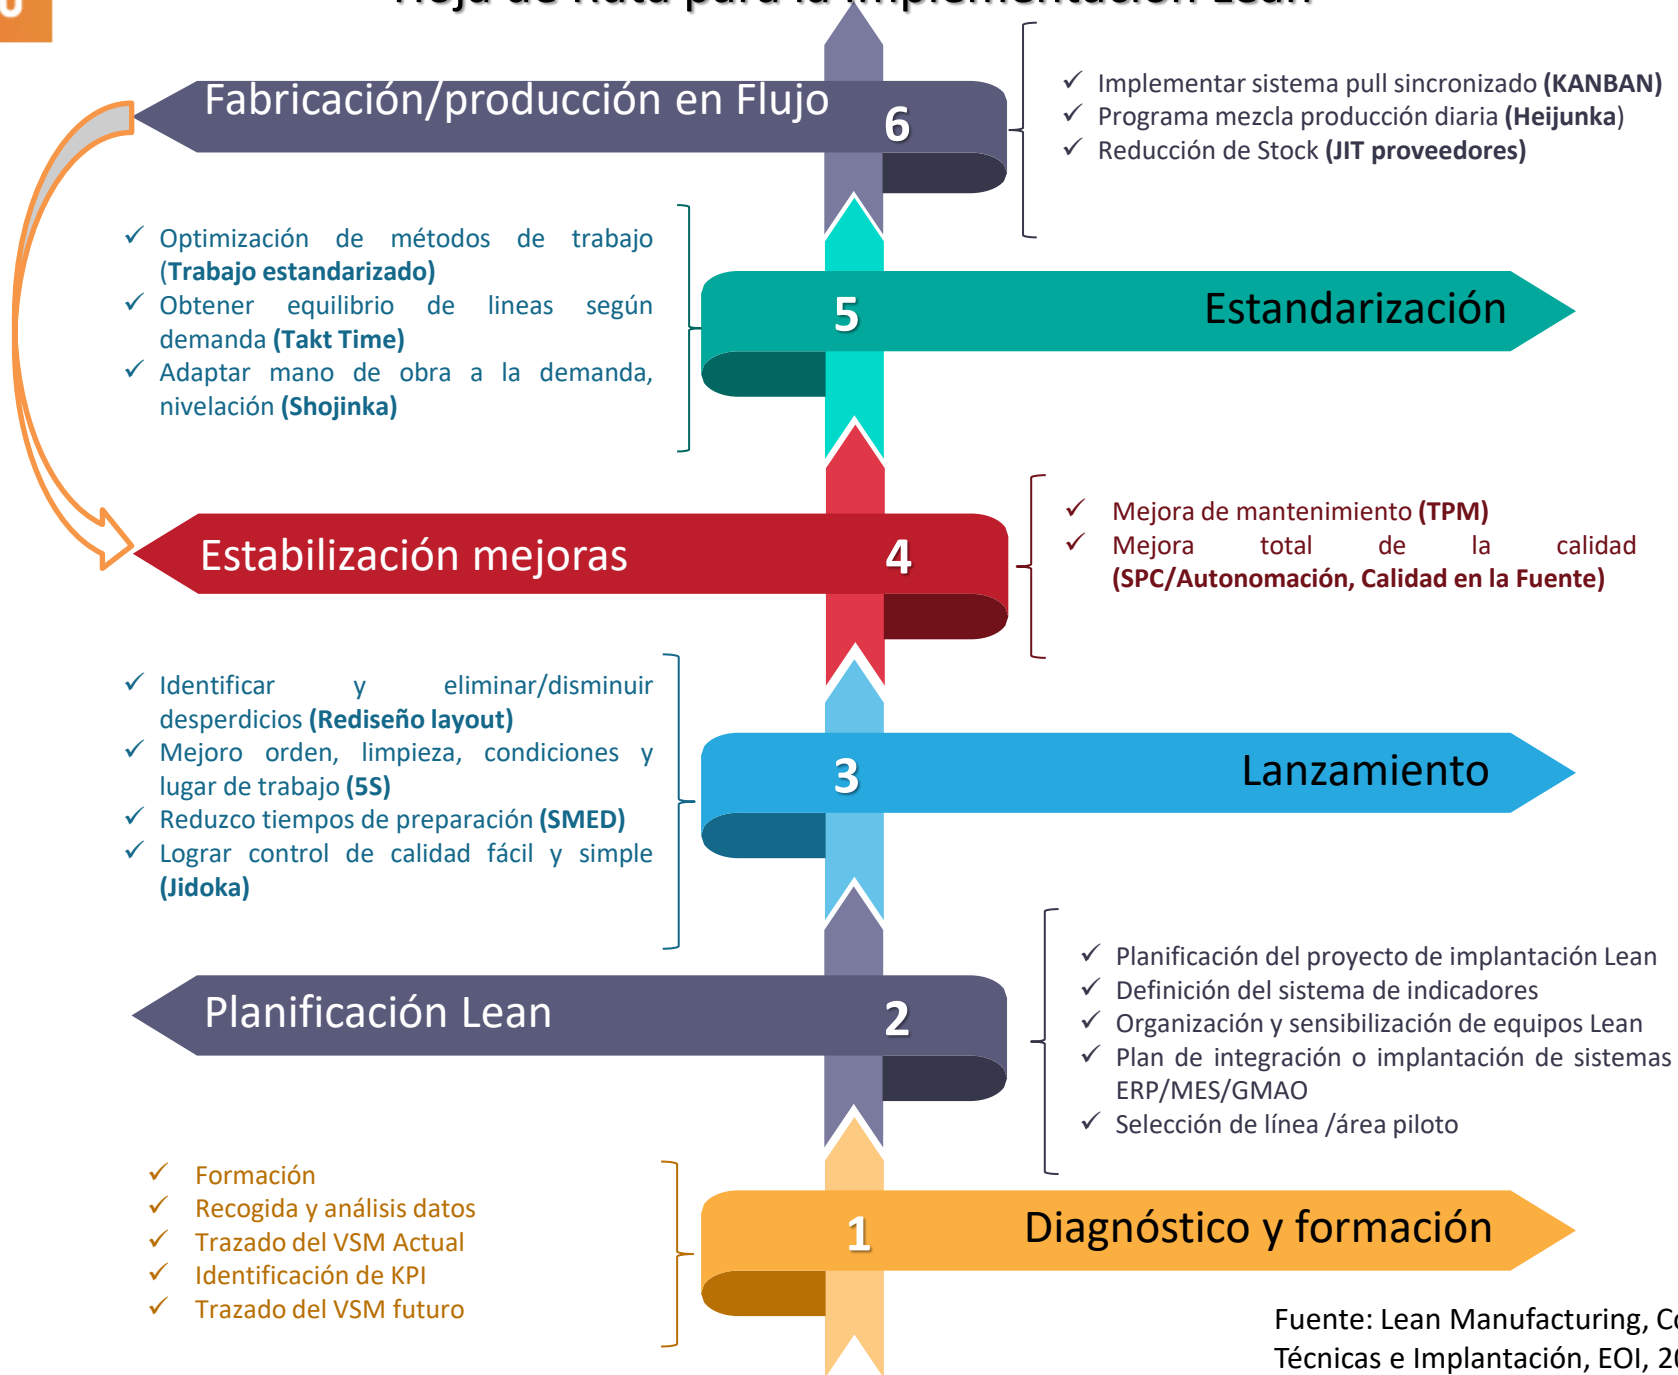 Hoja de Ruta para la Implementación Lean
Fabricación/producción en Flujo
6
✓ Implementar sistema pull sincronizado (KANBAN)
✓ Programa mezcla producción diaria (Heijunka)
✓ Reducción de Stock (JIT proveedores)
✓ Optimización de métodos de trabajo
(Trabajo estandarizado)
✓ Obtener equilibrio de lineas según
demanda (Takt Time)
✓ Adaptar mano de obra a la demanda,
nivelación (Shojinka)
5
Estandarización
Estabilización mejoras
4
✓ Mejora de mantenimiento (TPM)
✓ Mejora total de la calidad
(SPC/Autonomación, Calidad en la Fuente)
✓ Identificar y eliminar/disminuir
desperdicios (Rediseño layout)
✓ Mejoro orden, limpieza, condiciones y
lugar de trabajo (5S)
✓ Reduzco tiempos de preparación (SMED)
✓ Lograr control de calidad fácil y simple
(Jidoka)
3
Lanzamiento
Planificación Lean
2
✓ Planificación del proyecto de implantación Lean
✓ Definición del sistema de indicadores
✓ Organización y sensibilización de equipos Lean
✓ Plan de integración o implantación de sistemas
ERP/MES/GMAO
✓ Selección de línea /área piloto
✓ Formación
✓ Recogida y análisis datos
✓ Trazado del VSM Actual
✓ Identificación de KPI
✓ Trazado del VSM futuro
1
Diagnóstico y formación
Fuente: Lean Manufacturing,
Técnicas e Implantación, EOI,